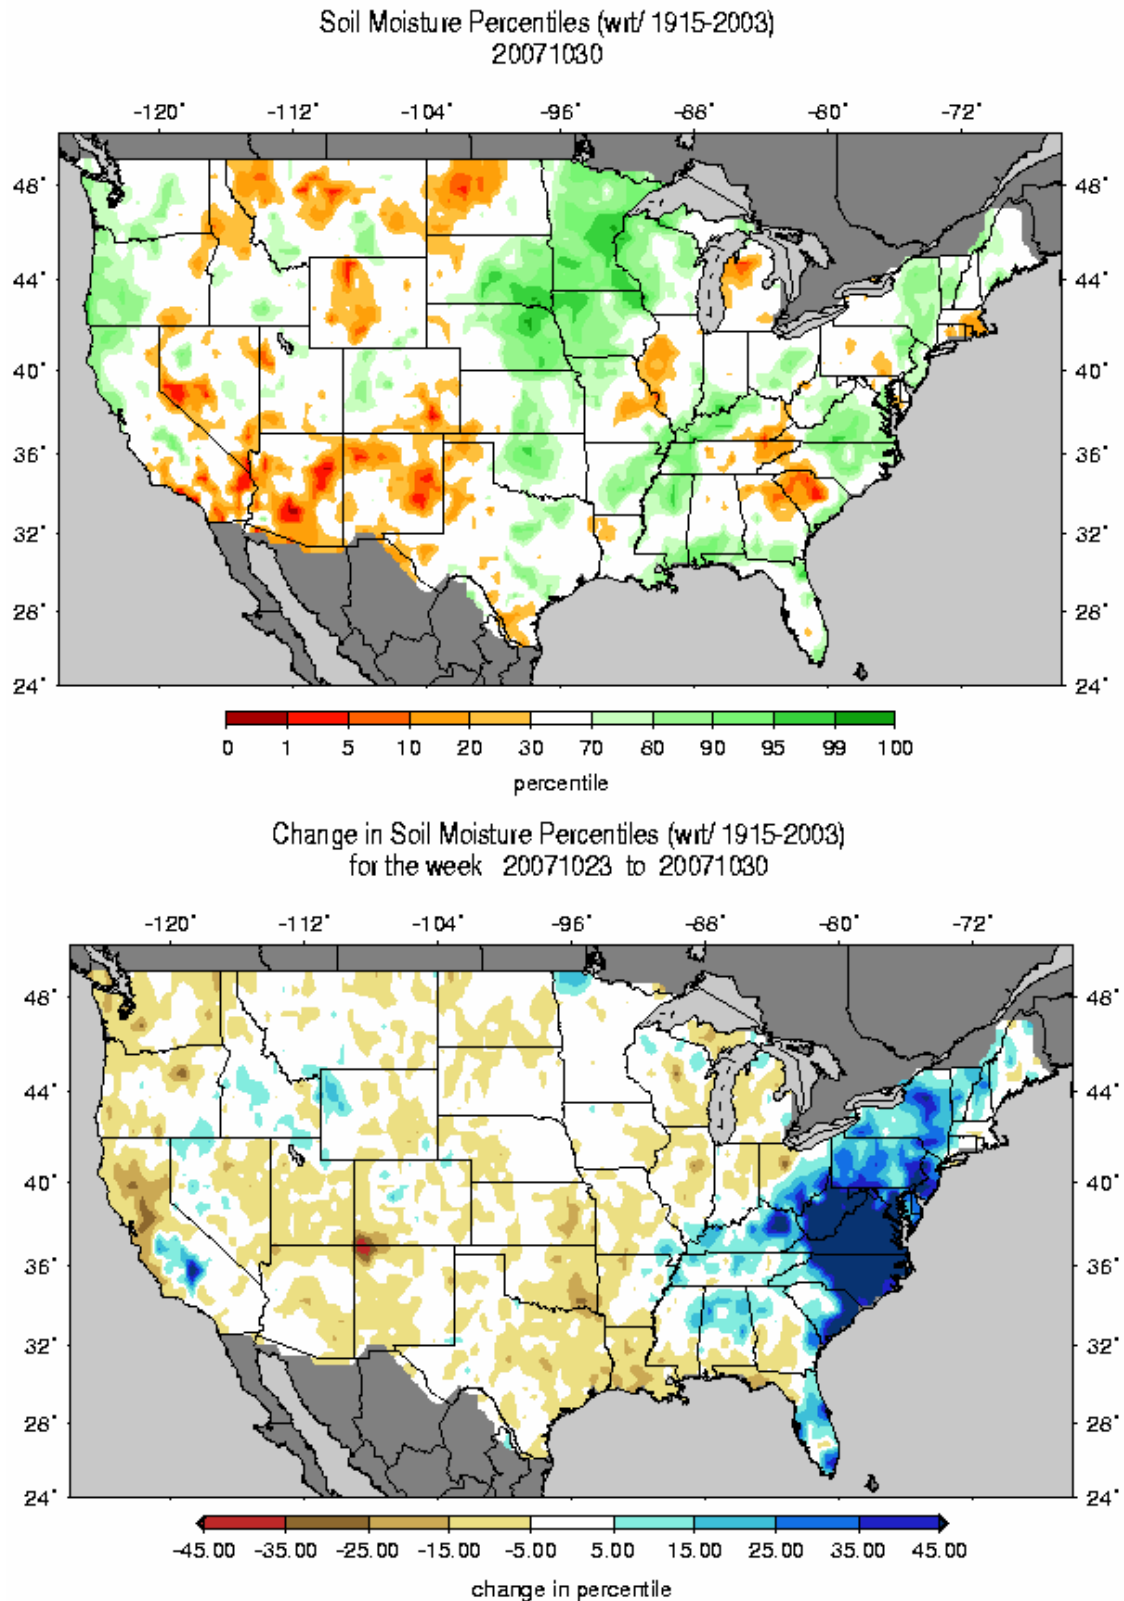 Soil Moisture Percentiles (wrt/ 1915-2003)
20071030
-120° -112° -104° -96° -88° -80° -72°
48° 48°
44° 44°
40° 40°
36° 36°
32° 32°
28° 28°
24° 24°
0 1 5 10 20 30 70 80 90 95 99 100
percentile
Change in Soil Moisture Percentiles (wrt/ 1915-2003)
for the week 20071023 to 20071030
-120° -112° -104° -96° -88° -80° -72°
48° 48°
44° 44°
40° 40°
36° 36°
32° 32°
28° 28°
24° 24°
-45.00 -35.00 -25.00 -15.00 -5.00 5.00 15.00 25.00 35.00 45.00
change in percentile